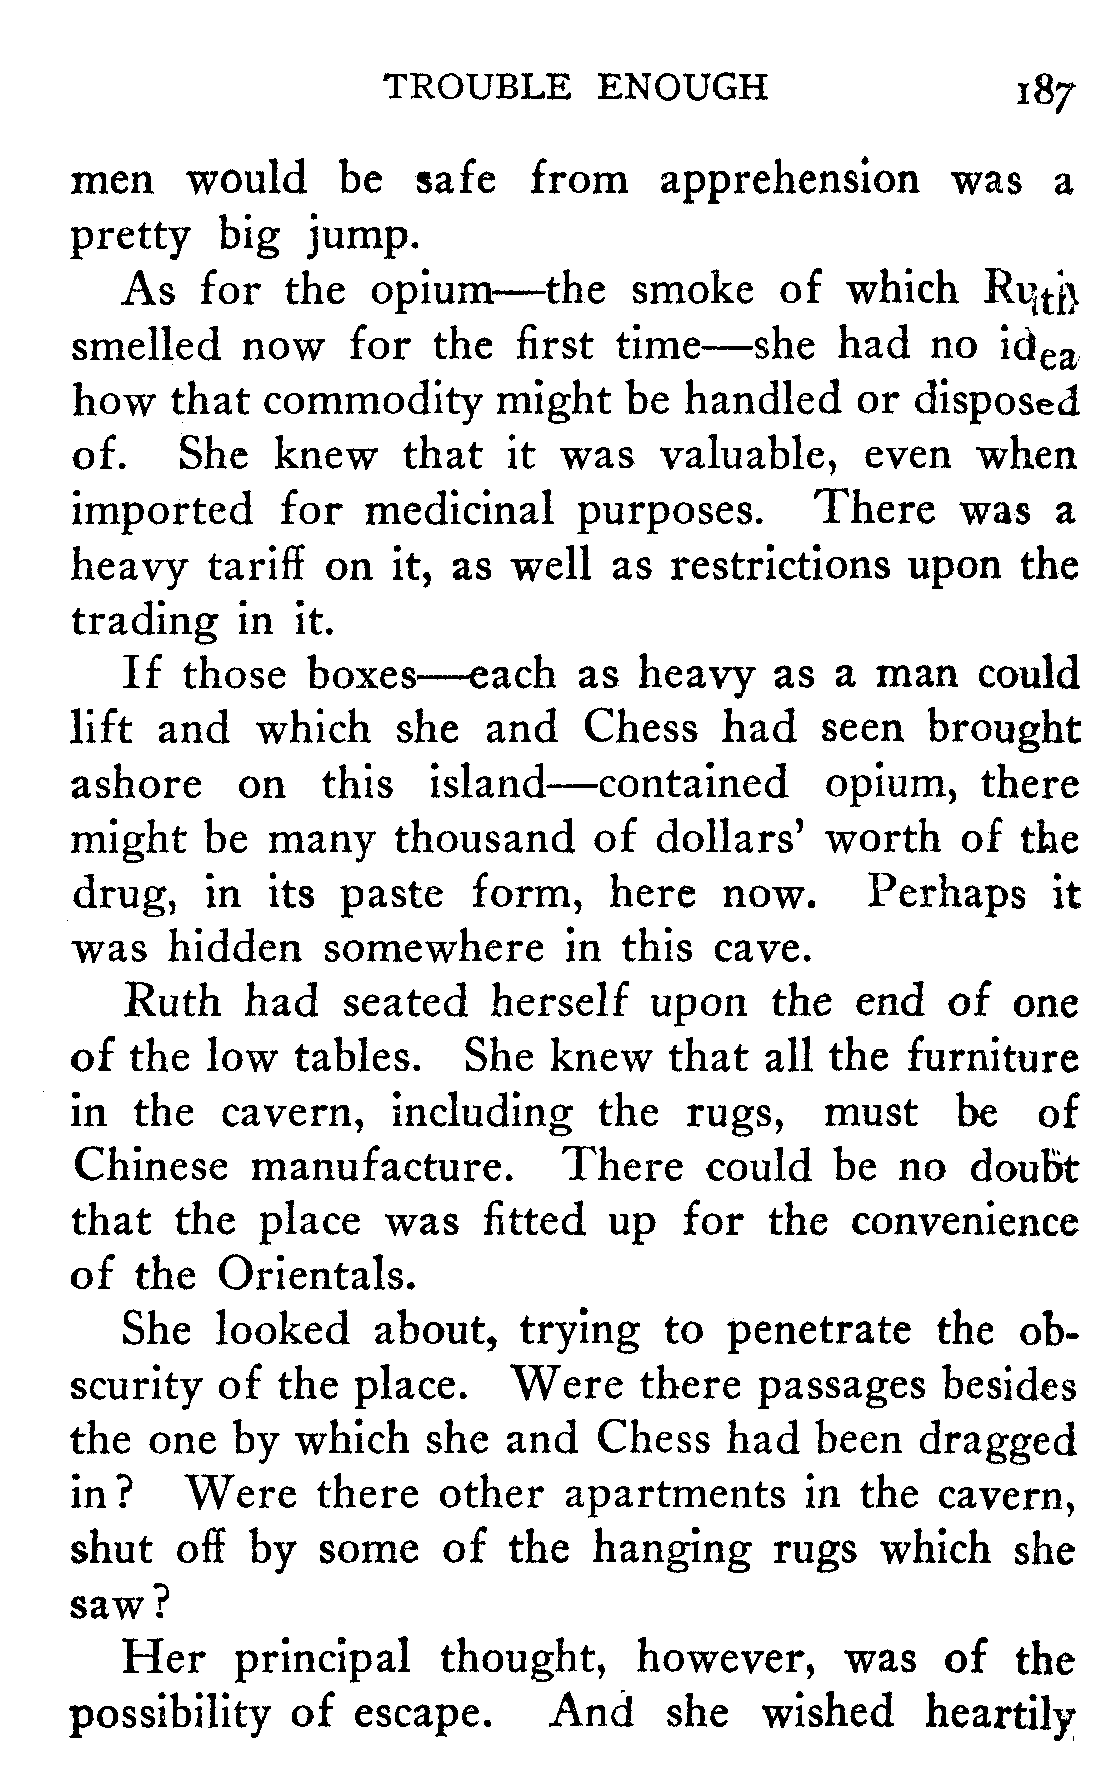 TROUBLE ENOUGH 187
men would be safe from apprehension was a
pretty big jump.
As for the opium—the smoke of which Ruth
smelled now for the first time—she had no idea
how that commodity might be handled or disposed
of. She knew that it was valuable, even when
imported for medicinal purposes. There was a
heavy tariff on it, as well as restrictions upon the
trading in it.
If those boxes—each as heavy as a man could
lift and which she and Chess had seen brought
ashore on this island—contained opium, there
might be many thousand of dollars' worth of the
drug, in its paste form, here now. Perhaps it
was hidden somewhere in this cave.
Ruth had seated herself upon the end of one
of the low tables. She knew that all the furniture
in the cavern, including the rugs, must be of
Chinese manufacture. There could be no doubt
that the place was fitted up for the convenience
of the Orientals.
She looked about, trying to penetrate the ob-
scurity of the place. Were there passages besides
the one by which she and Chess had been dragged
in? Were there other apartments in the cavern,
shut off by some of the hanging rugs which she
saw?
Her principal thought, however, was of the
possibility of escape. And she wished heartily